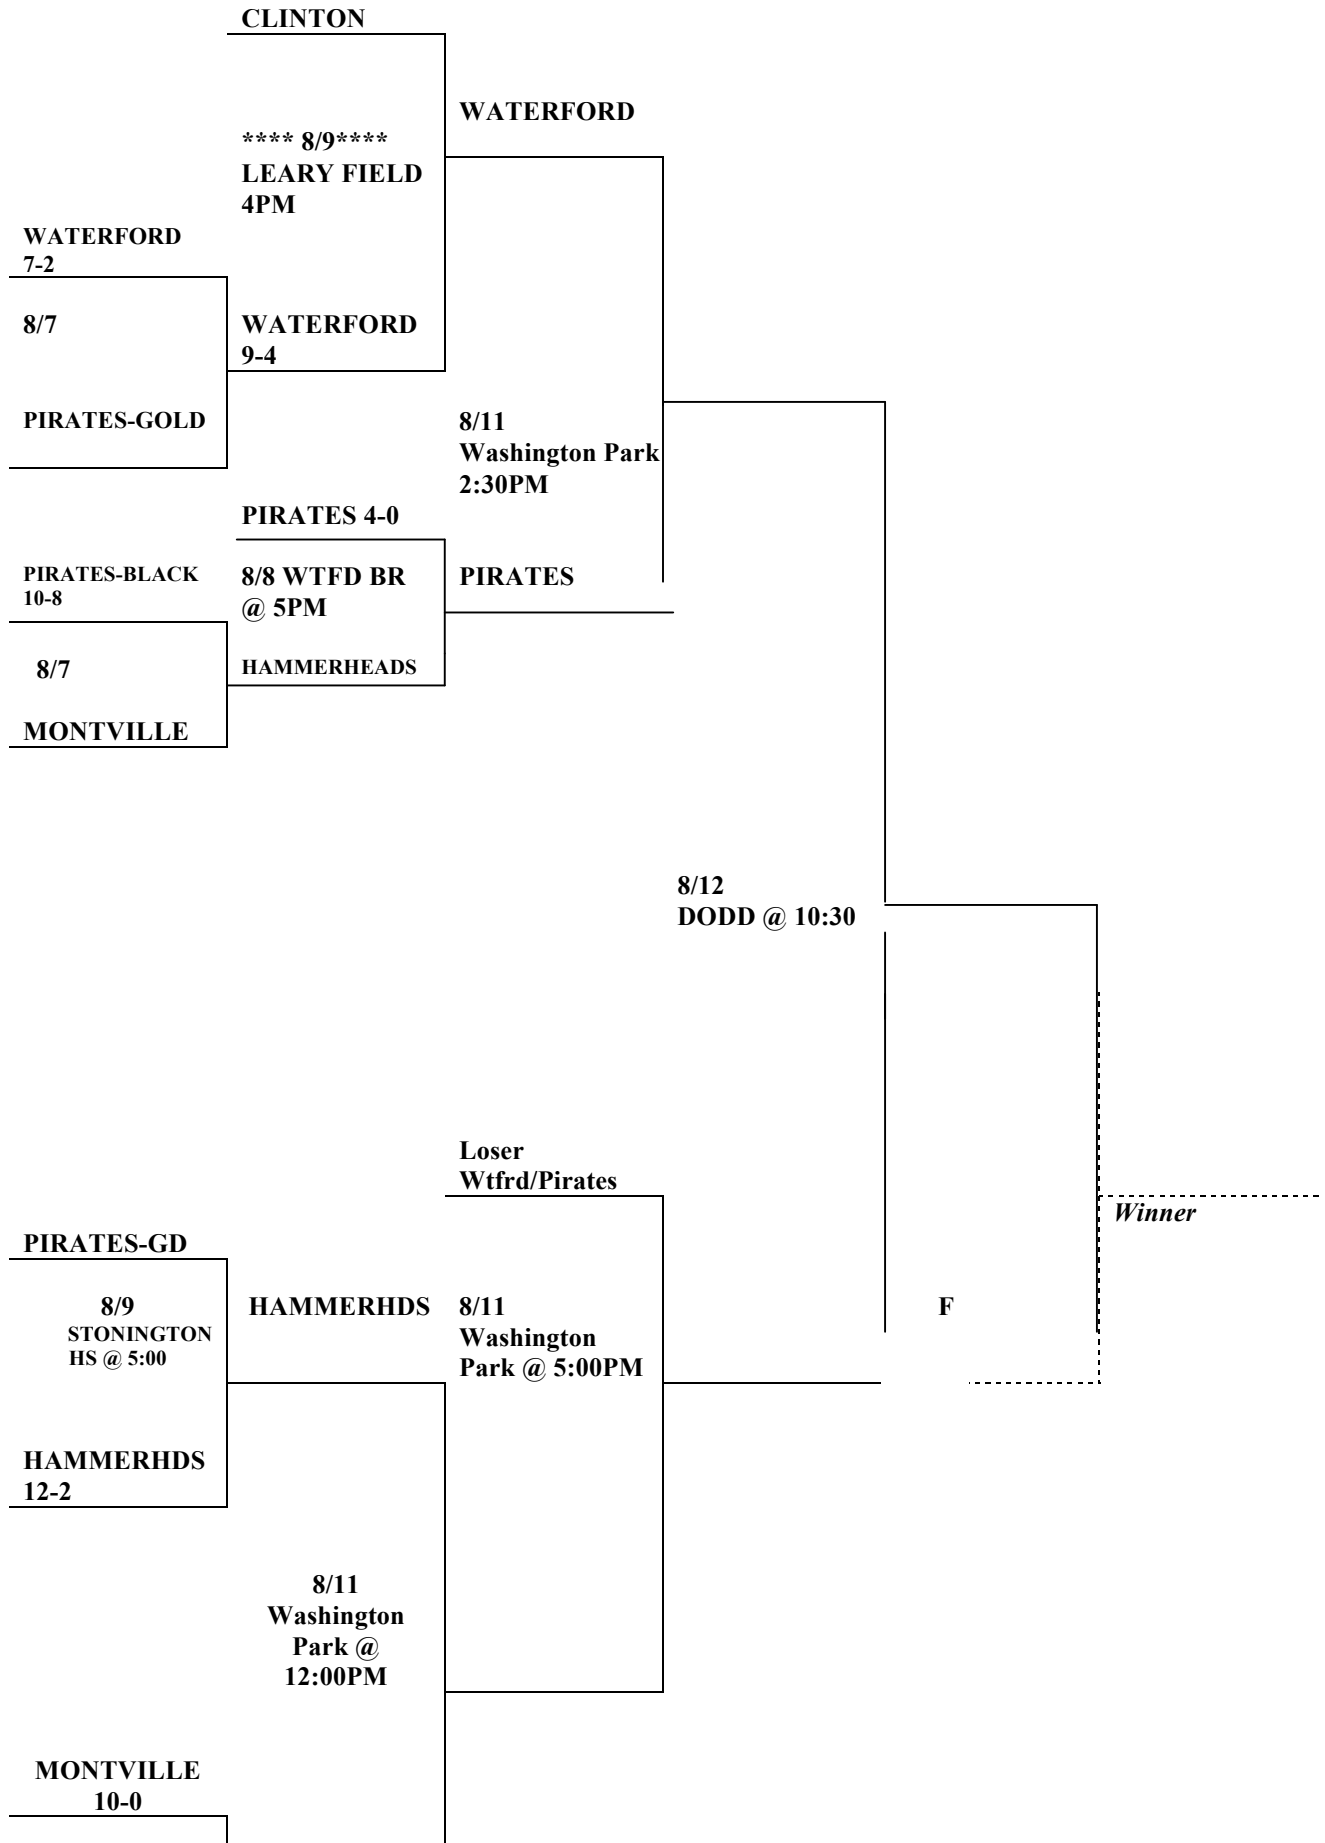 CLINTON
WATERFORD
**** 8/9****
LEARY FIELD
4PM
WATERFORD
7-2
8/7
WATERFORD
9-4
PIRATES-GOLD
8/11
Washington Park
2:30PM
PIRATES 4-0
PIRATES-BLACK
10-8
8/8 WTFD BR
@ 5PM
PIRATES
8/7
HAMMERHEADS
MONTVILLE
8/12
DODD @ 10:30
Loser
Wtfrd/Pirates
Winner
PIRATES-GD
8/9
STONINGTON
HS @ 5:00
HAMMERHDS
8/11
Washington
Park @ 5:00PM
F
HAMMERHDS
12-2
8/11
Washington
Park @
12:00PM
MONTVILLE
10-0